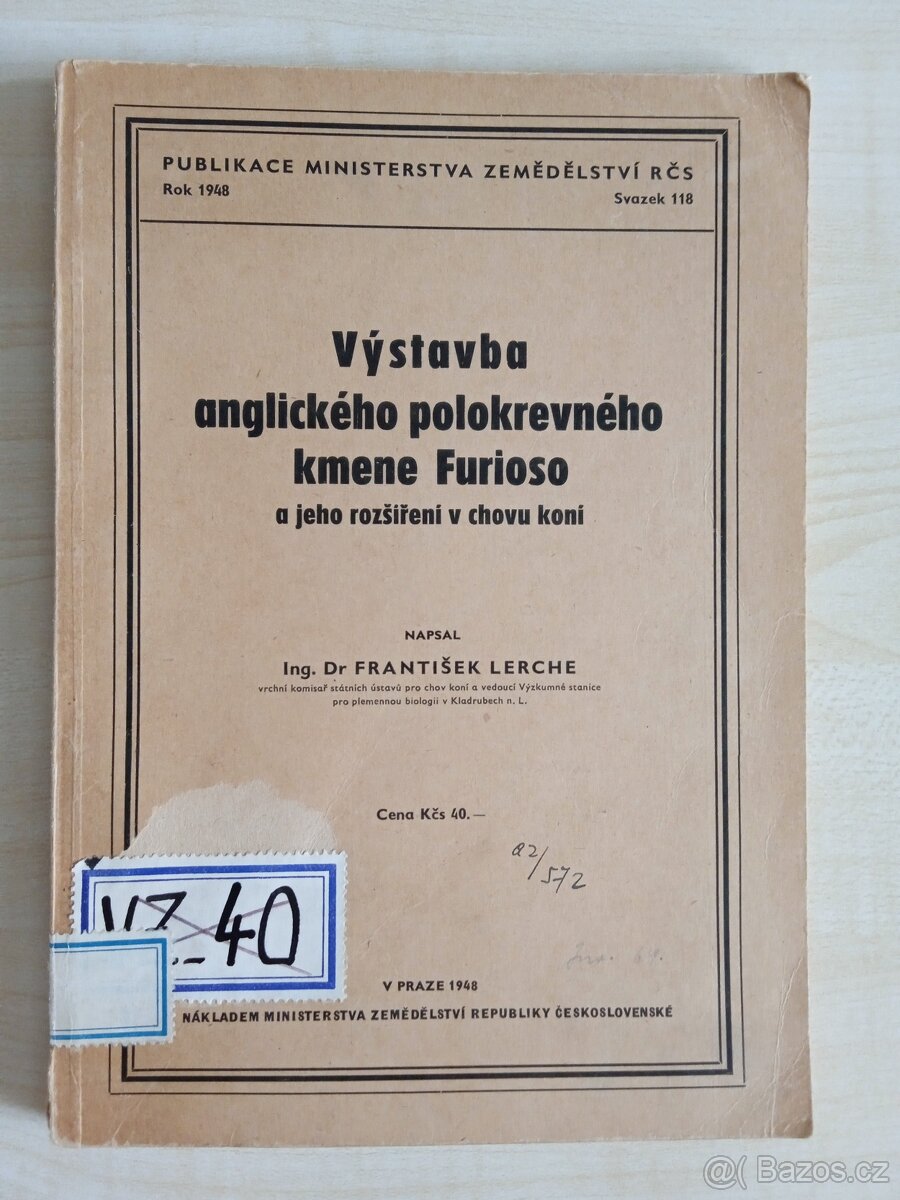 PUBLIKACE MINISTERSTVA ZEMĚDĚLSTVÍ RČS
Rok 1948
Svazek 118
Výstavba
anglického polokrevného
kmene Furioso
a jeho rozšíření v chovu koní
NAPSAL
Ing. Dr FRANTIŠEK LERCHE
vrchní komisař státních ústavů pro chov koní a vedoucí Výzkumné stanice
pro plemennou biologii v Kladrubech n. L.
Cena Kčs 40.—
572
40
V PRAZE 1948
NÁKLADEM MINISTERSTVA ZEMĚDĚLSTVÍ REPUBLIKY ČESKOSLOVENSKÉ
@( Bazos.cz